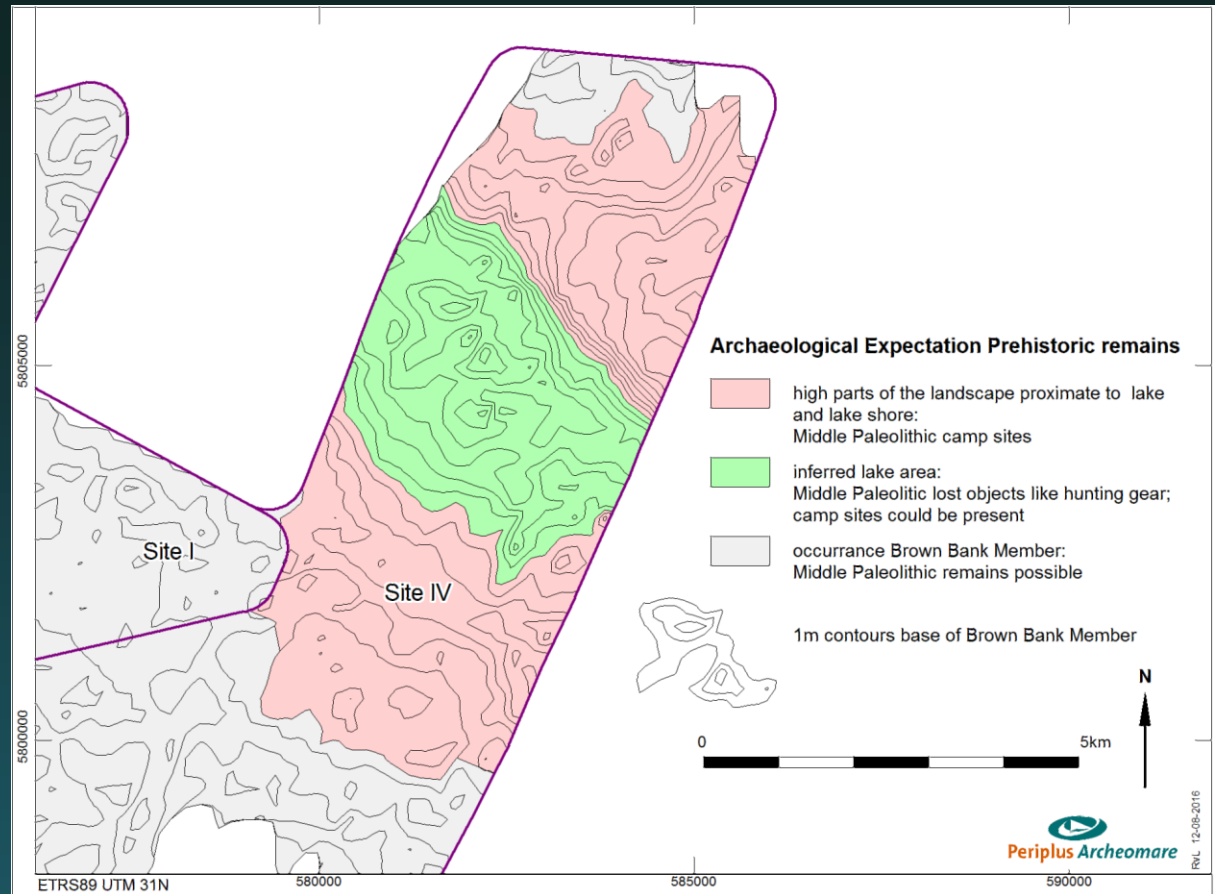 5805000
5800000
Site I
Site IV
Archaeological Expectation Prehistoric remains
high parts of the landscape proximate to lake
and lake shore:
Middle Paleolithic camp sites
inferred lake area:
Middle Paleolitic lost objects like hunting gear;
camp sites could be present
occurrance Brown Bank Member:
Middle Paleolithic remains possible
1m contours base of Brown Bank Member
N
0 5km
Periplus Archeomare
RvL 12-08-2016
ETRS89 UTM 31N
580000 585000 590000